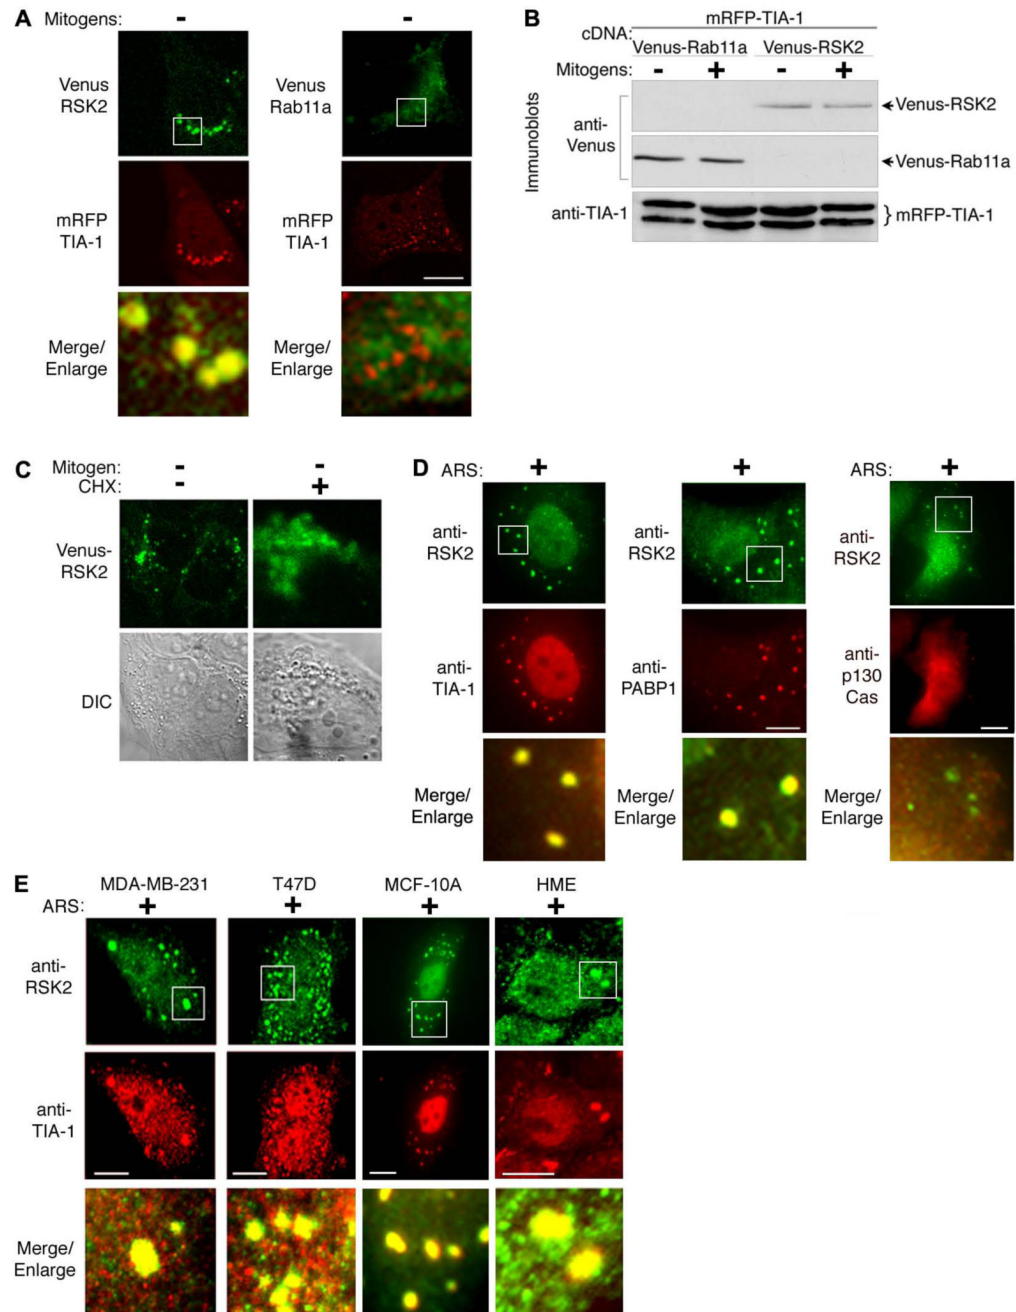 A
Mitogens: - -
Venus
RSK2
Venus
Rab11a
mRFP
TIA-1
mRFP
TIA-1
Merge/
Enlarge
Merge/
Enlarge
B
mRFP-TIA-1
cDNA:
Venus-Rab11a Venus-RSK2
Mitogens: - + - +
Immunoblots
anti-
Venus
Venus-RSK2
Venus-Rab11a
anti-TIA-1
mRFP-TIA-1
C
Mitogen: - -
CHX: - +
Venus-
RSK2
DIC
D
ARS: + + ARS: +
anti-
RSK2
anti-
RSK2
anti-
RSK2
anti-
TIA-1
anti-
PABP1
anti-
p130
Cas
Merge/
Enlarge
Merge/
Enlarge
Merge/
Enlarge
E
MDA-MB-231 T47D MCF-10A HME
ARS: + + + +
anti-
RSK2
anti-
TIA-1
Merge/
Enlarge